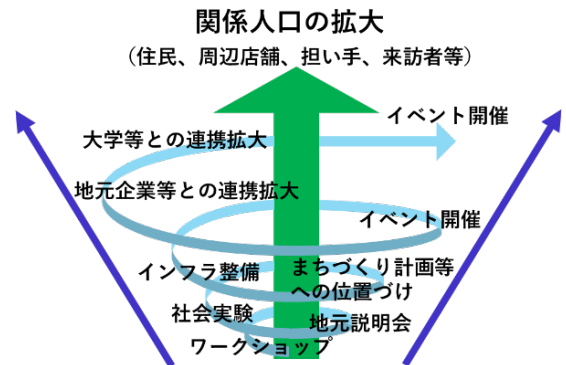 関係人口の拡大
（住民、周辺店舗、担い手、来訪者等）
イベント開催
大学等との連携拡大
地元企業等との連携拡大
イベント開催
インフラ整備
まちづくり計画等
への位置づけ
社会実験
地元説明会
ワークショップ